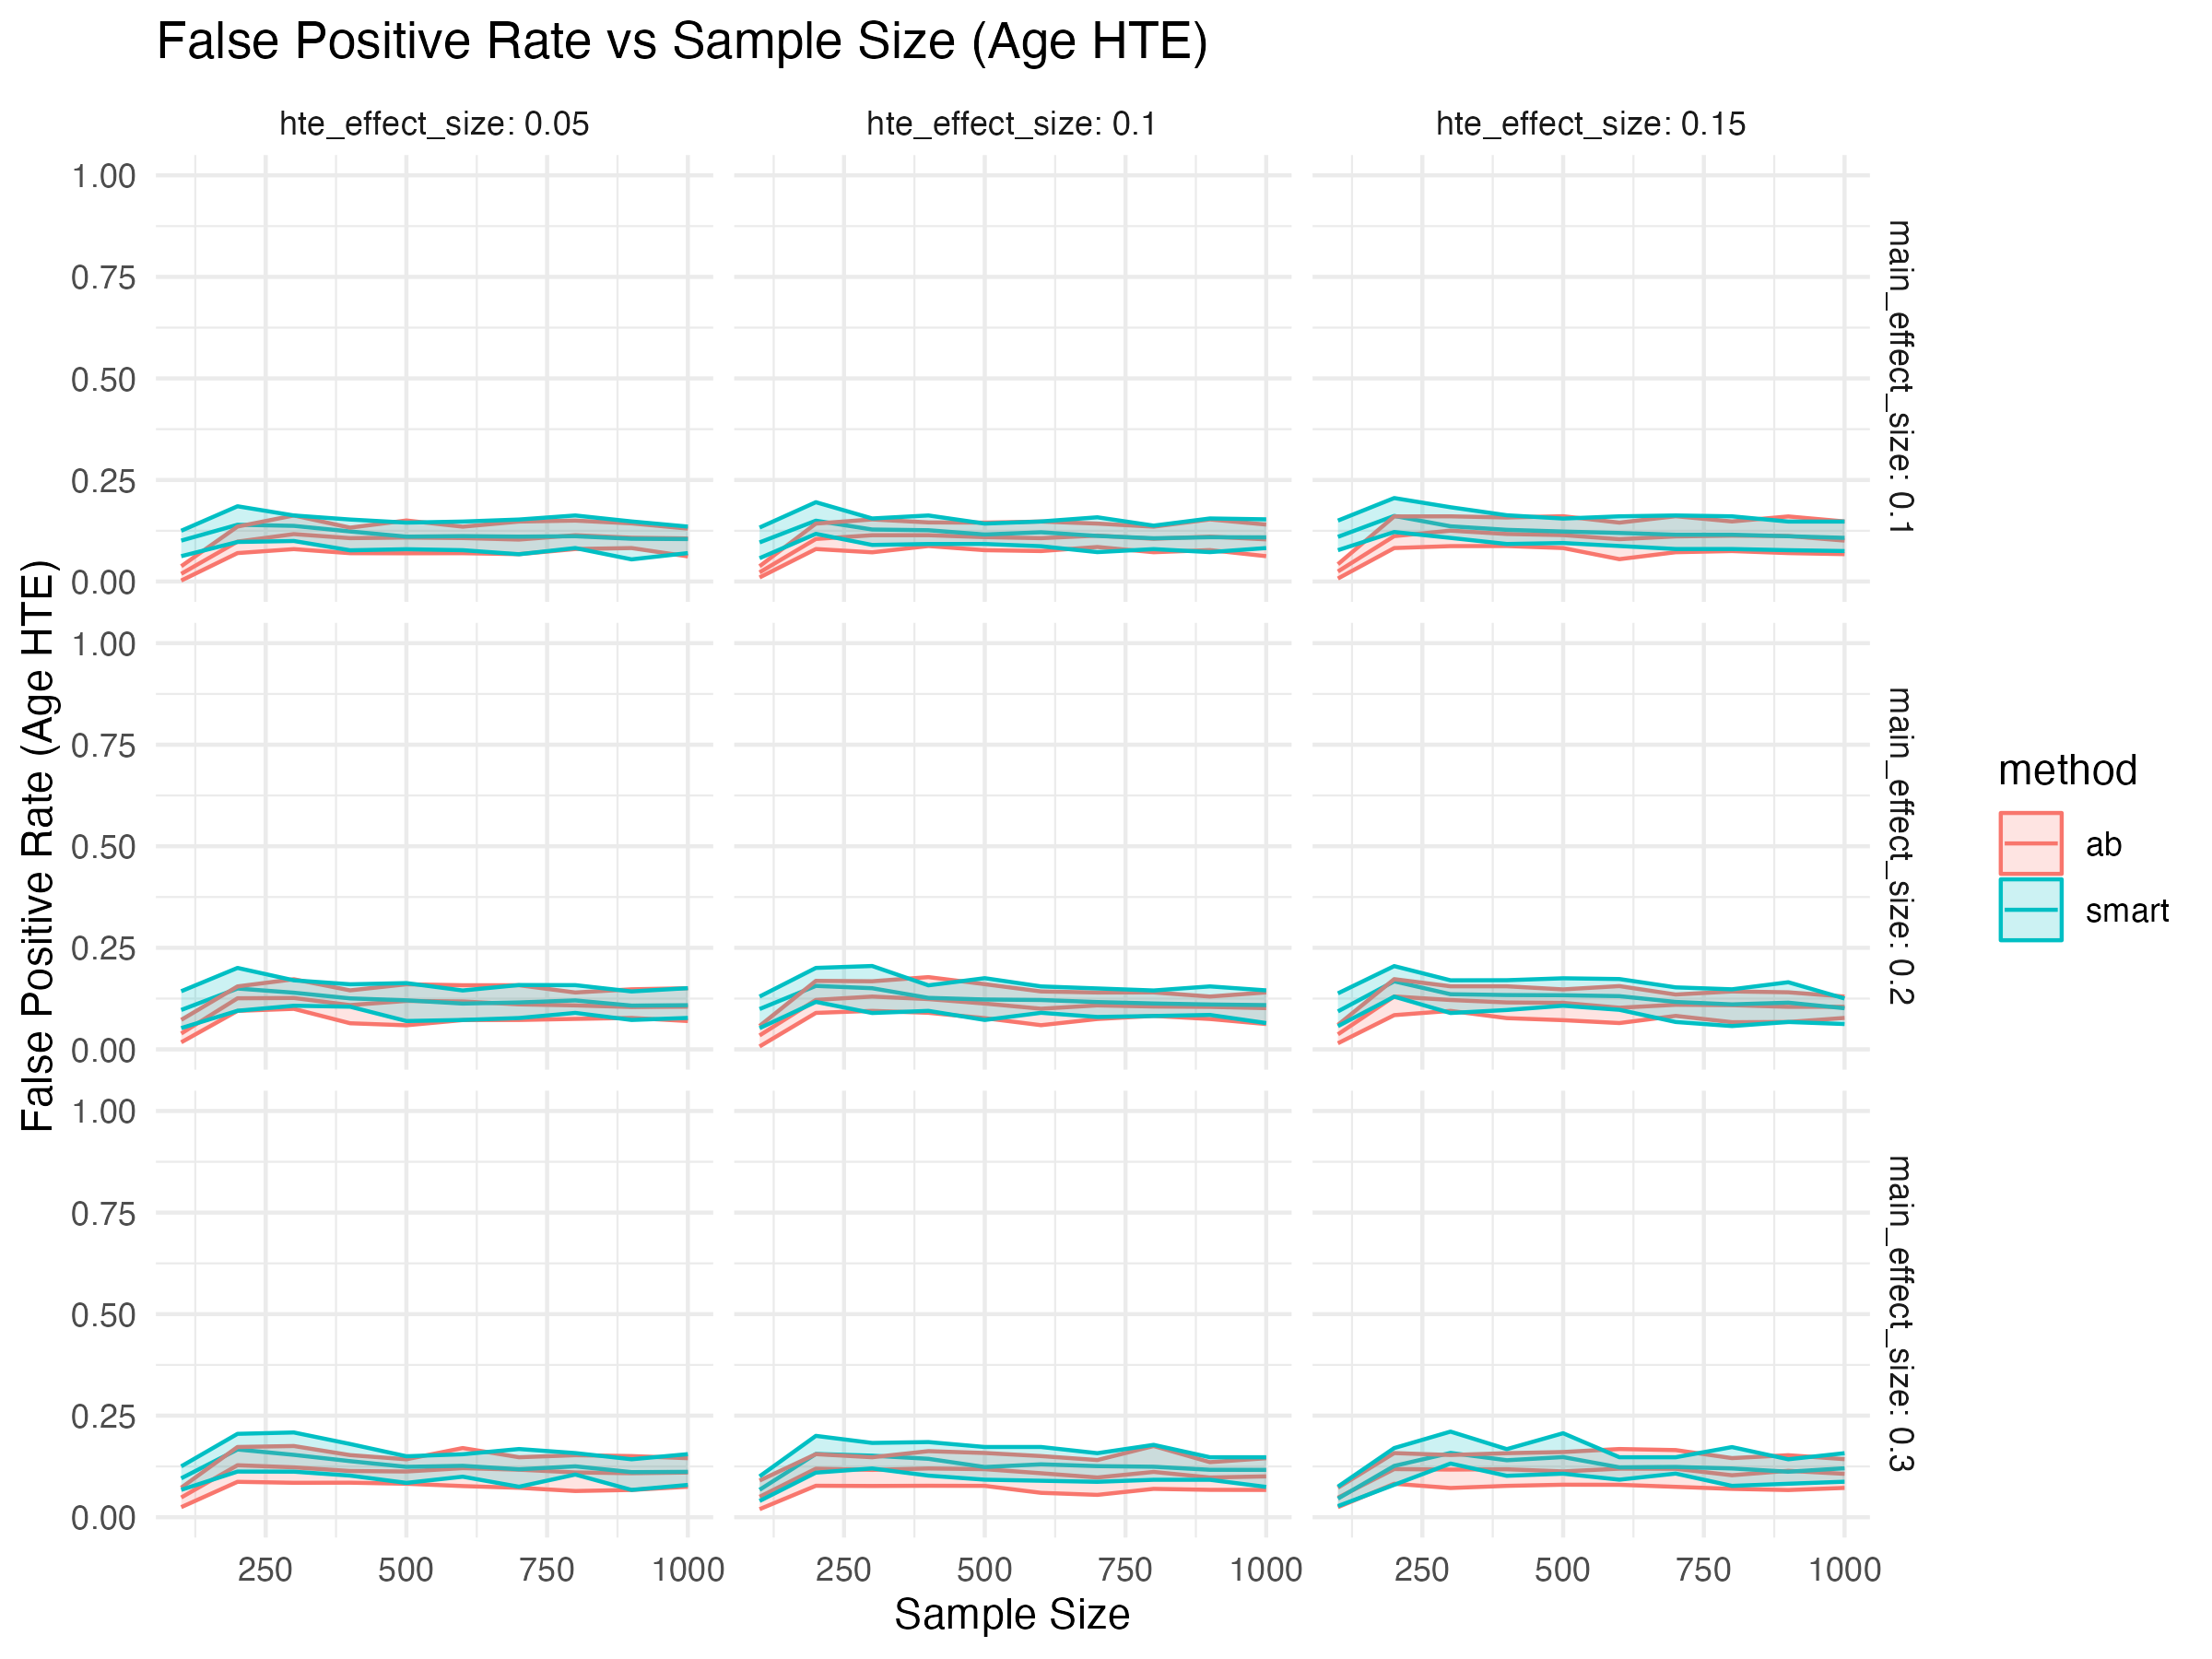 False Positive Rate vs Sample Size (Age HTE)
hte_effect_size: 0.05
hte_effect_size: 0.1
hte_effect_size: 0.15
1.00
0.75
0.50
0.25
0.00
main_effect_size: 0.1
1.00
0.75
0.50
0.25
0.00
main_effect_size: 0.2
1.00
0.75
0.50
0.25
0.00
main_effect_size: 0.3
False Positive Rate (Age HTE)
250 500 750 1000
250 500 750 1000
250 500 750 1000
Sample Size
method
ab
smart